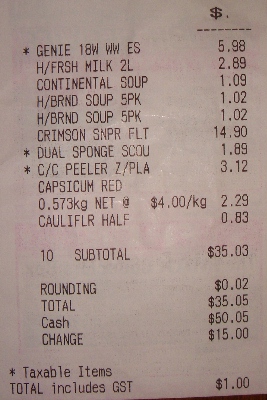 $.
* GENIE 18W WW ES 5.98
H/FRSH MILK 2L 2.89
CONTINENTAL SOUP 1.09
H/BRND SOUP 5PK 1.02
H/BRND SOUP 5PK 1.02
CRIMSON SNPR FLT 14.90
* DUAL SPONGE SCOU 1.89
* C/C PEELER Z/PLA 3.12
CAPSICUM RED
0.573kg NET @ $4.00/kg 2.29
CAULIFLR HALF 0.83
10 SUBTOTAL $35.03
ROUNDING $0.02
TOTAL $35.05
Cash $50.05
CHANGE $15.00
* Taxable Items
TOTAL includes GST $1.00